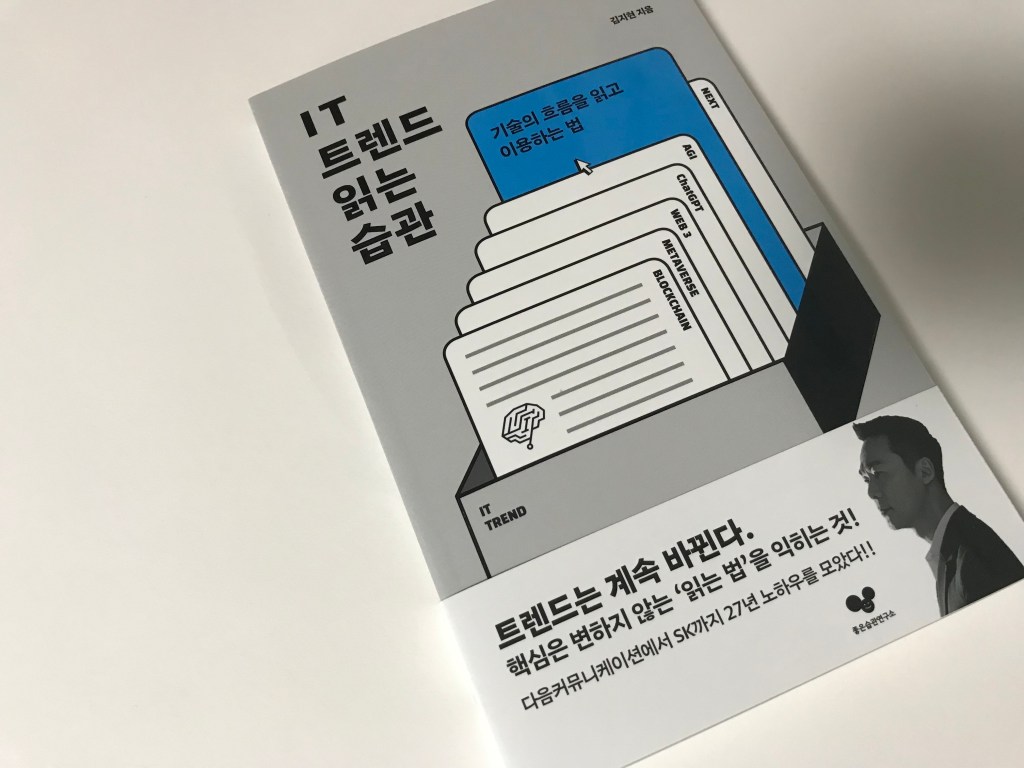 김지현 지음
IT
트렌드
읽는
습관
기술의 흐름을 읽고
이용하는 법
NEXT
AGI
ChatGPT
WEB 3
METAVERSE
BLOCKCHAIN
IT
TREND
트렌드는 계속 바뀐다.
핵심은 변하지 않는 ‘읽는 법’을 익히는 것!
다음커뮤니케이션에서 SK까지 27년 노하우를 모았다!!
좋은습관연구소